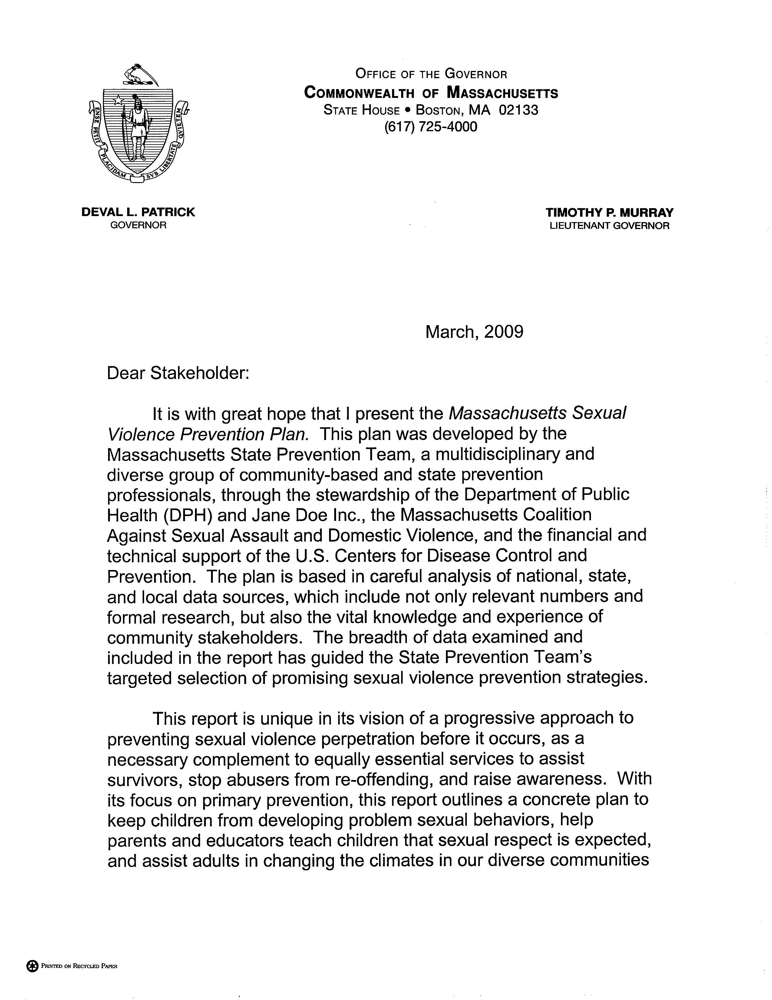 OFFICE OF THE GOVERNOR
COMMONWEALTH OF MASSACHUSETTS
STATE HOUSE • BOSTON, MA 02133
(617) 725-4000
ENSE PETIT PLACIDAM SVB LIBERTATE QVIETEM
DEVAL L. PATRICK
GOVERNOR
TIMOTHY P. MURRAY
LIEUTENANT GOVERNOR
March, 2009
Dear Stakeholder:
It is with great hope that I present the Massachusetts Sexual
Violence Prevention Plan. This plan was developed by the
Massachusetts State Prevention Team, a multidisciplinary and
diverse group of community-based and state prevention
professionals, through the stewardship of the Department of Public
Health (DPH) and Jane Doe Inc., the Massachusetts Coalition
Against Sexual Assault and Domestic Violence, and the financial and
technical support of the U.S. Centers for Disease Control and
Prevention. The plan is based in careful analysis of national, state,
and local data sources, which include not only relevant numbers and
formal research, but also the vital knowledge and experience of
community stakeholders. The breadth of data examined and
included in the report has guided the State Prevention Team's
targeted selection of promising sexual violence prevention strategies.
This report is unique in its vision of a progressive approach to
preventing sexual violence perpetration before it occurs, as a
necessary complement to equally essential services to assist
survivors, stop abusers from re-offending, and raise awareness. With
its focus on primary prevention, this report outlines a concrete plan to
keep children from developing problem sexual behaviors, help
parents and educators teach children that sexual respect is expected,
and assist adults in changing the climates in our diverse communities
PRINTED ON RECYCLED PAPER